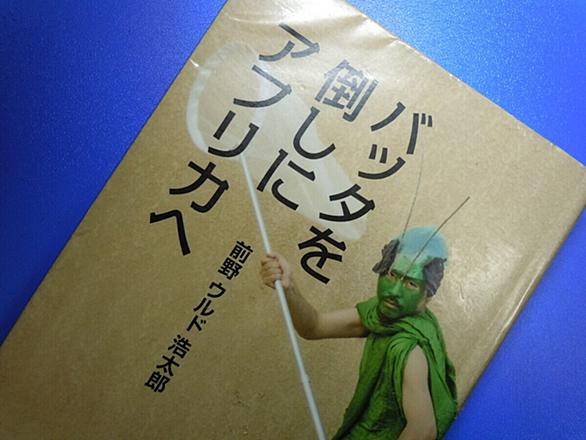 バッタを
倒しに
アフリカへ
前野 ウルド 浩太郎